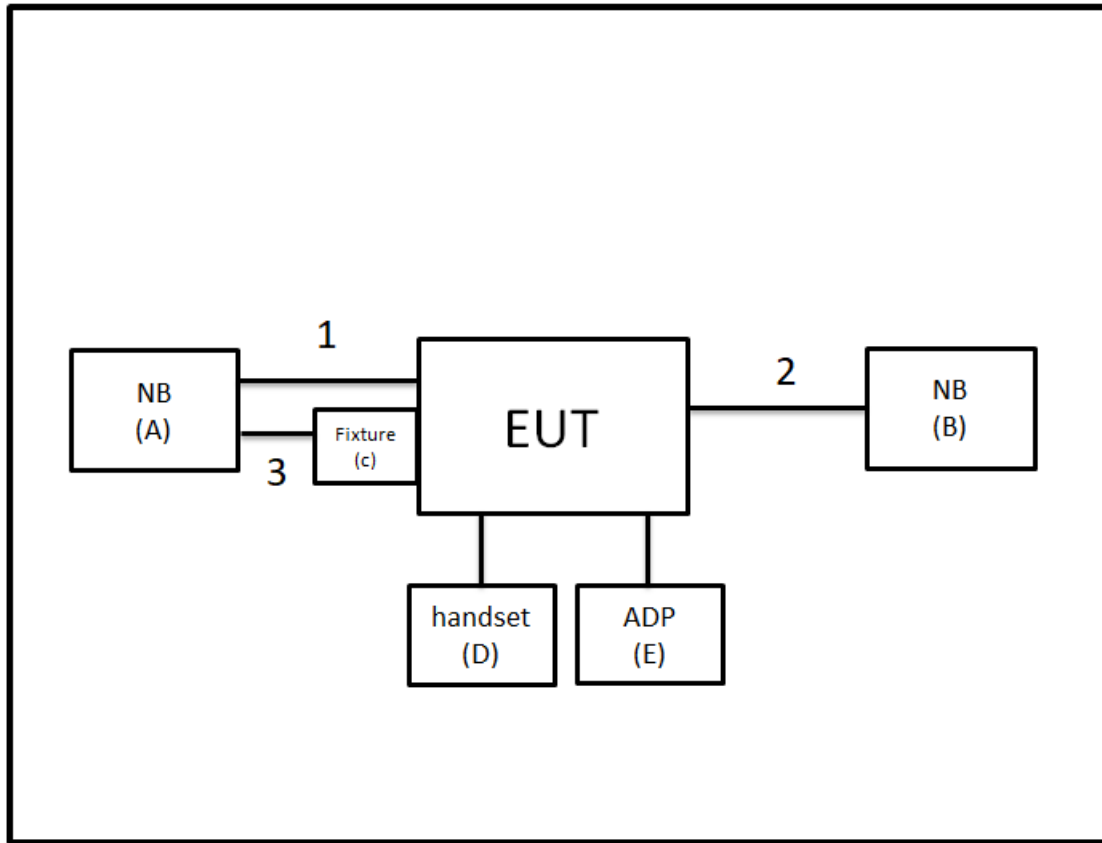 1
2
NB
(A)
EUT
NB
(B)
Fixture
(c)
3
handset
(D)
ADP
(E)